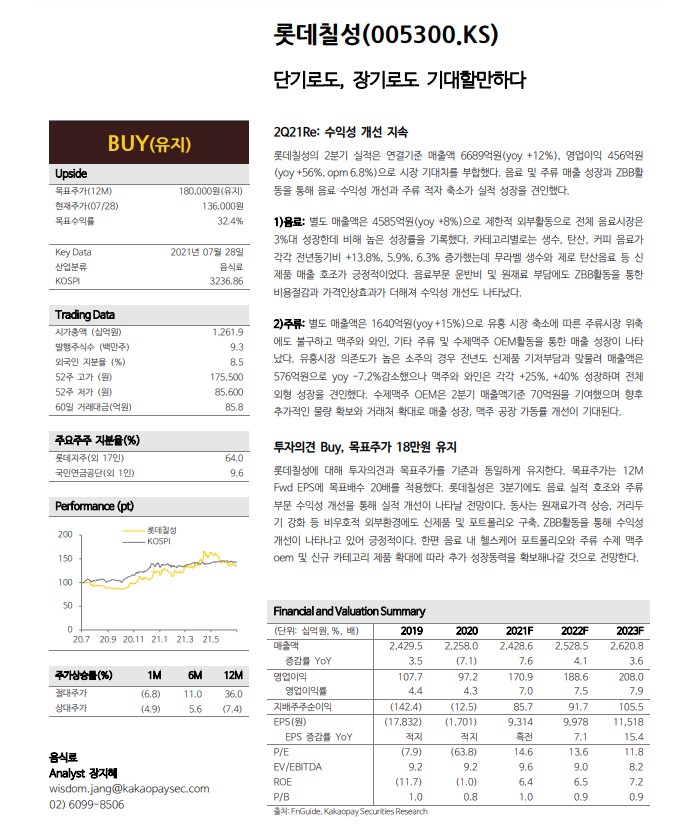 롯데칠성(005300.KS)
단기로도, 장기로도 기대할만하다
BUY(유지)
Upside
목표주가(12M) 180,000원(유지)
현재주가(07/28) 136,000원
목표수익률 32.4%
Key Data 2021년 07월 28일
산업분류 음식료
KOSPI 3236.86
Trading Data
시가총액 (십억원) 1,261.9
발행주식수 (백만주) 9.3
외국인 지분율 (%) 8.5
52주 고가 (원) 175,500
52주 저가 (원) 85,600
60일 거래대금(억원) 85.8
주요주주 지분율(%)
롯데지주(외 17인) 64.0
국민연금공단(외 1인) 9.6
Performance (pt)
롯데칠성
KOSPI
200
150
100
50
0
20.7 20.9 20.11 21.1 21.3 21.5
주가상승률(%) 1M 6M 12M
절대주가 (6.8) 11.0 36.0
상대주가 (4.9) 5.6 (7.4)
음식료
Analyst 장지혜
wisdom.jang@kakaopaysec.com
02) 6099-8506
2Q21Re: 수익성 개선 지속
롯데칠성의 2분기 실적은 연결기준 매출액 6689억원(yoy +12%), 영업이익 456억원
(yoy +56%, opm 6.8%)으로 시장 기대치를 부합했다. 음료 및 주류 매출 성장과 ZBB활
동을 통해 음료 수익성 개선과 주류 적자 축소가 실적 성장을 견인했다.
1)음료: 별도 매출액은 4585억원(yoy +8%)으로 제한적 외부활동으로 전체 음료시장은
3%대 성장한데 비해 높은 성장률을 기록했다. 카테고리별로는 생수, 탄산, 커피 음료가
각각 전년동기비 +13.8%, 5.9%, 6.3% 증가했는데 무라벨 생수와 제로 탄산음료 등 신
제품 매출 호조가 긍정적이었다. 음료부문 운반비 및 원재료 부담에도 ZBB활동을 통한
비용절감과 가격인상효과가 더해져 수익성 개선도 나타났다.
2)주류: 별도 매출액은 1640억원(yoy +15%)으로 유흥 시장 축소에 따른 주류시장 위축
에도 불구하고 맥주와 와인, 기타 주류 및 수제맥주 OEM활동을 통한 매출 성장이 나타
났다. 유흥시장 의존도가 높은 소주의 경우 전년도 신제품 기저부담과 맞물려 매출액은
576억원으로 yoy -7.2%감소했으나 맥주와 와인은 각각 +25%, +40% 성장하며 전체
외형 성장을 견인했다. 수제맥주 OEM은 2분기 매출액기준 70억원을 기여했으며 향후
추가적인 물량 확보와 거래처 확대로 매출 성장, 맥주 공장 가동률 개선이 기대된다.
투자의견 Buy, 목표주가 18만원 유지
롯데칠성에 대해 투자의견과 목표주가를 기존과 동일하게 유지한다. 목표주가는 12M
Fwd EPS에 목표배수 20배를 적용했다. 롯데칠성은 3분기에도 음료 실적 호조와 주류
부문 수익성 개선을 통해 실적 개선이 나타날 전망이다. 동사는 원재료가격 상승, 거리두
기 강화 등 비우호적 외부환경에도 신제품 및 포트폴리오 구축, ZBB활동을 통해 수익성
개선이 나타나고 있어 긍정적이다. 한편 음료 내 헬스케어 포트폴리오와 주류 수제 맥주
oem 및 신규 카테고리 제품 확대에 따라 추가 성장동력을 확보해나갈 것으로 전망한다.
Financial and Valuation Summary
(단위: 십억원, %, 배) 2019 2020 2021F 2022F 2023F
매출액 2,429.5 2,258.0 2,428.6 2,528.5 2,620.8
증감률 YoY 3.5 (7.1) 7.6 4.1 3.6
영업이익 107.7 97.2 170.9 188.6 208.0
영업이익률 4.4 4.3 7.0 7.5 7.9
지배주주순이익 (142.4) (12.5) 85.7 91.7 105.5
EPS(원) (17,832) (1,701) 9,314 9,978 11,518
EPS 증감률 YoY 적지 적지 흑전 7.1 15.4
P/E (7.9) (63.8) 14.6 13.6 11.8
EV/EBITDA 9.2 9.2 9.6 9.0 8.2
ROE (11.7) (1.0) 6.4 6.5 7.2
P/B 1.0 0.8 1.0 0.9 0.9
출처: FnGuide, Kakaopay Securities Research